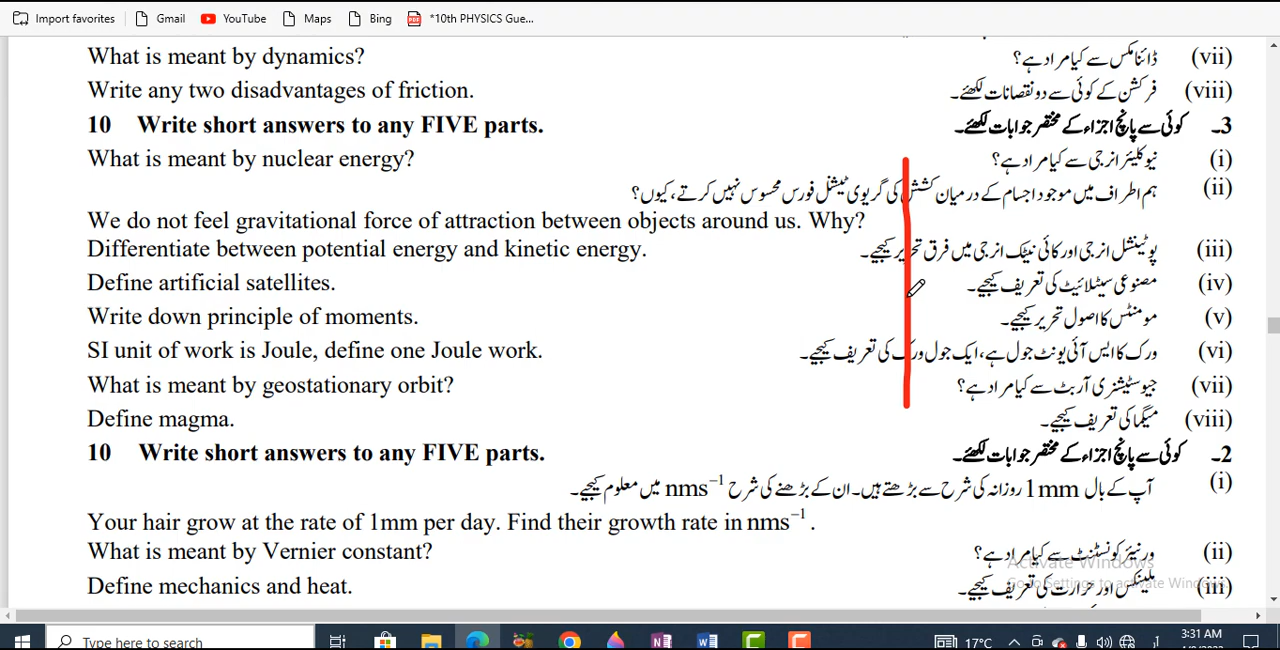 Import favorites Gmail YouTube Maps Bing *10th PHYSICS Gue...
What is meant by dynamics? ڈائنامکس سے کیا مراد ہے؟ (vii)
Write any two disadvantages of friction. فرکشن کے کوئی سے دو نقصانات لکھئے۔ (viii)
10 Write short answers to any FIVE parts. کوئی سے پانچ اجزاء کے مختصر جوابات لکھئے۔ 3۔
What is meant by nuclear energy? نیوکلیئر انرجی سے کیا مراد ہے؟ (i)
ہم اطراف میں موجود اجسام کے درمیان کشش کی گریوی ٹیشنل فورس محسوس نہیں کرتے، کیوں؟ (ii)
We do not feel gravitational force of attraction between objects around us. Why?
Differentiate between potential energy and kinetic energy. پوٹینشل انرجی اور کائی نیٹک انرجی میں فرق تحریر کیجیے۔ (iii)
Define artificial satellites. مصنوعی سیٹلائیٹ کی تعریف کیجیے۔ (iv)
Write down principle of moments. مومنٹس کا اصول تحریر کیجیے۔ (v)
SI unit of work is Joule, define one Joule work. ورک کا ایس آئی یونٹ جول ہے، ایک جول ورک کی تعریف کیجیے۔ (vi)
What is meant by geostationary orbit? جیوسٹیشنری آربٹ سے کیا مراد ہے؟ (vii)
Define magma. میگما کی تعریف کیجیے۔ (viii)
10 Write short answers to any FIVE parts. کوئی سے پانچ اجزاء کے مختصر جوابات لکھئے۔ 2۔
آپ کے بال 1mm روزانہ کی شرح سے بڑھتے ہیں۔ ان کے بڑھنے کی شرح nms⁻¹ میں معلوم کیجیے۔ (i)
Your hair grow at the rate of 1mm per day. Find their growth rate in nms⁻¹.
What is meant by Vernier constant? ورنیئر کونسٹنٹ سے کیا مراد ہے؟ (ii)
Activate Windows
Define mechanics and heat. مکینکس اور حرارت کی تعریف کیجیے۔ (iii)
Go to Settings to activate Windows.
Type here to search 17°C 3:31 AM